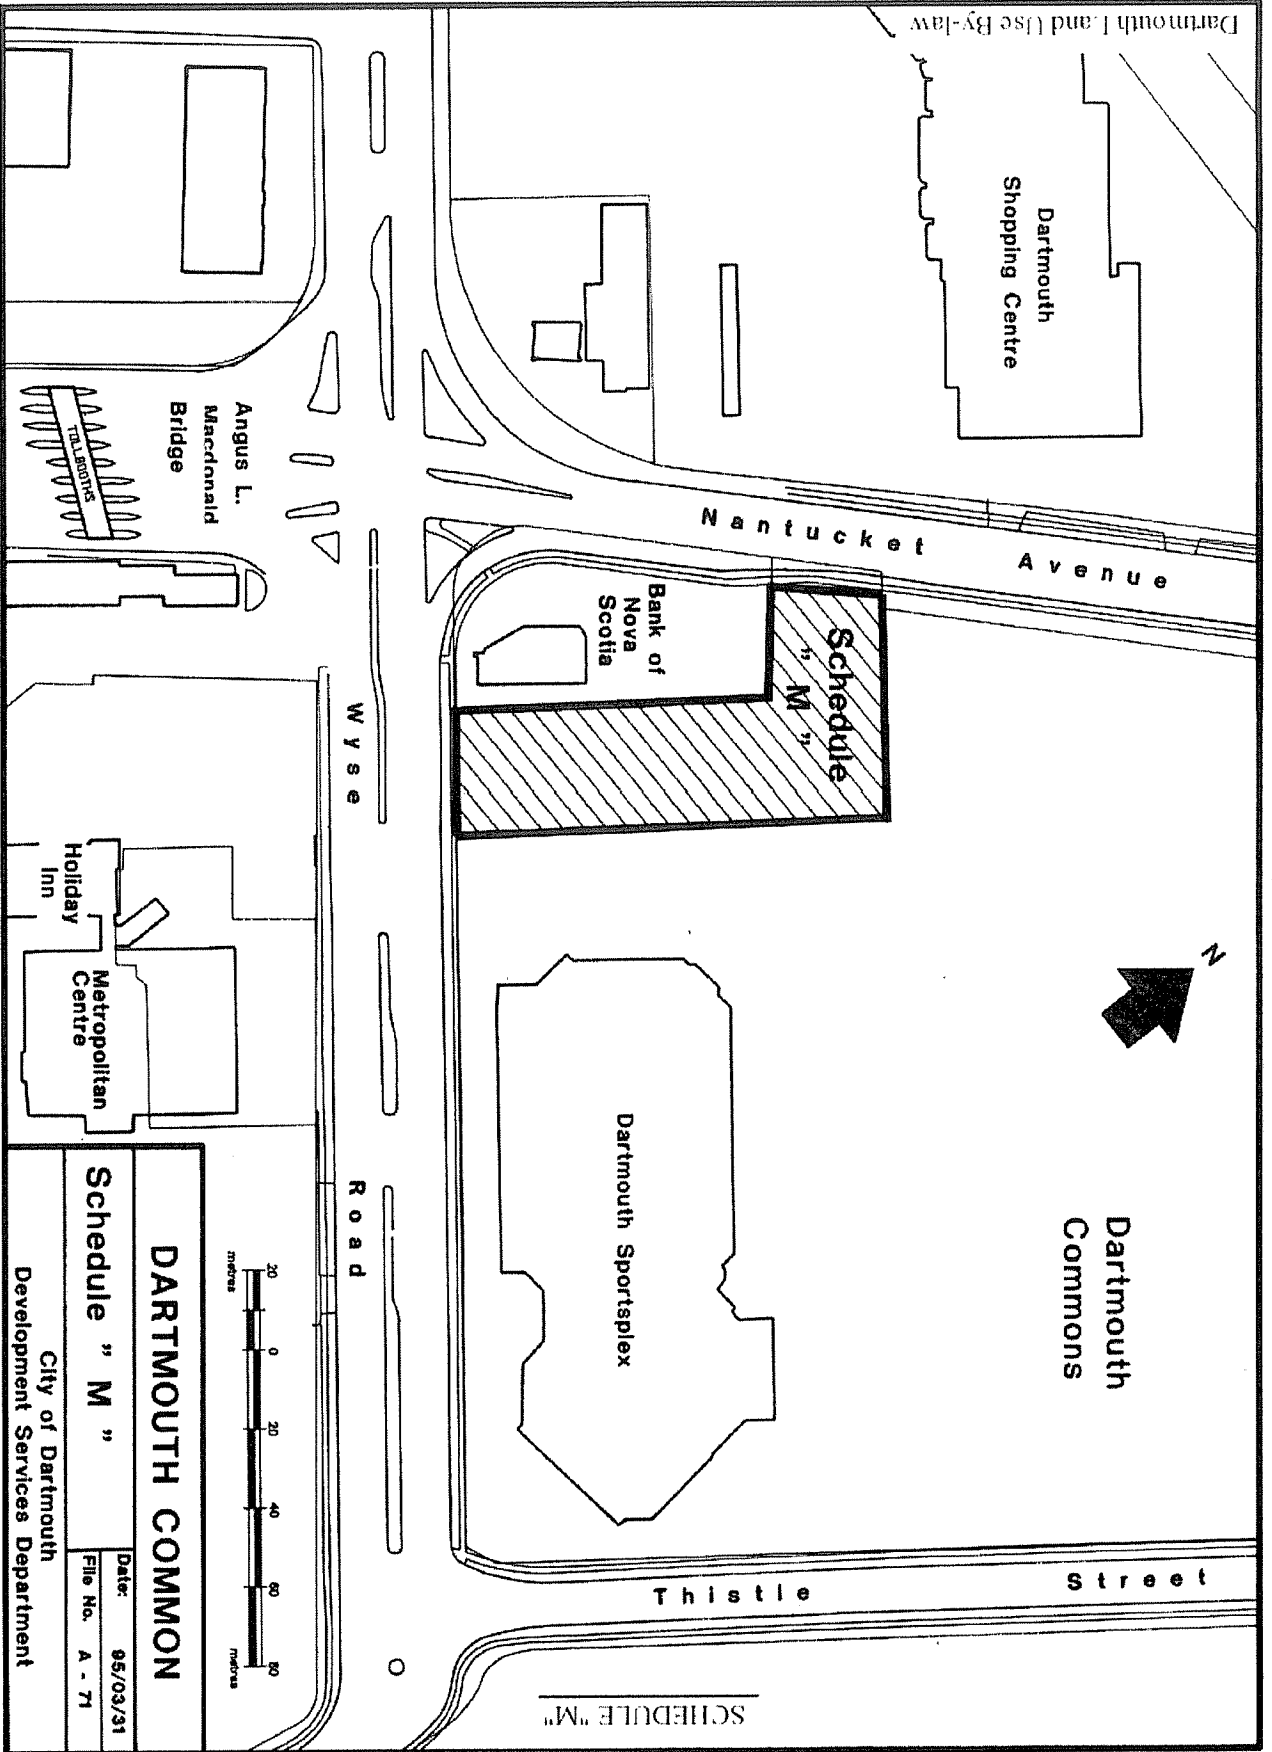 Dartmouth Land Use By-law
SCHEDULE "M"
Dartmouth
Shopping Centre
Nantucket Avenue
Angus L.
Macdonald
Bridge
TOLL BOOTHS
Bank of
Nova
Scotia
Schedule
" M "
Wyse Road
Holiday
Inn
Metropolitan
Centre
N
Dartmouth Sportsplex
Dartmouth
Commons
Thistle Street
20 0 20 40 60 80
metres metres
DARTMOUTH COMMON
Schedule " M "
Date: 95/03/31
File No. A - 71
City of Dartmouth
Development Services Department